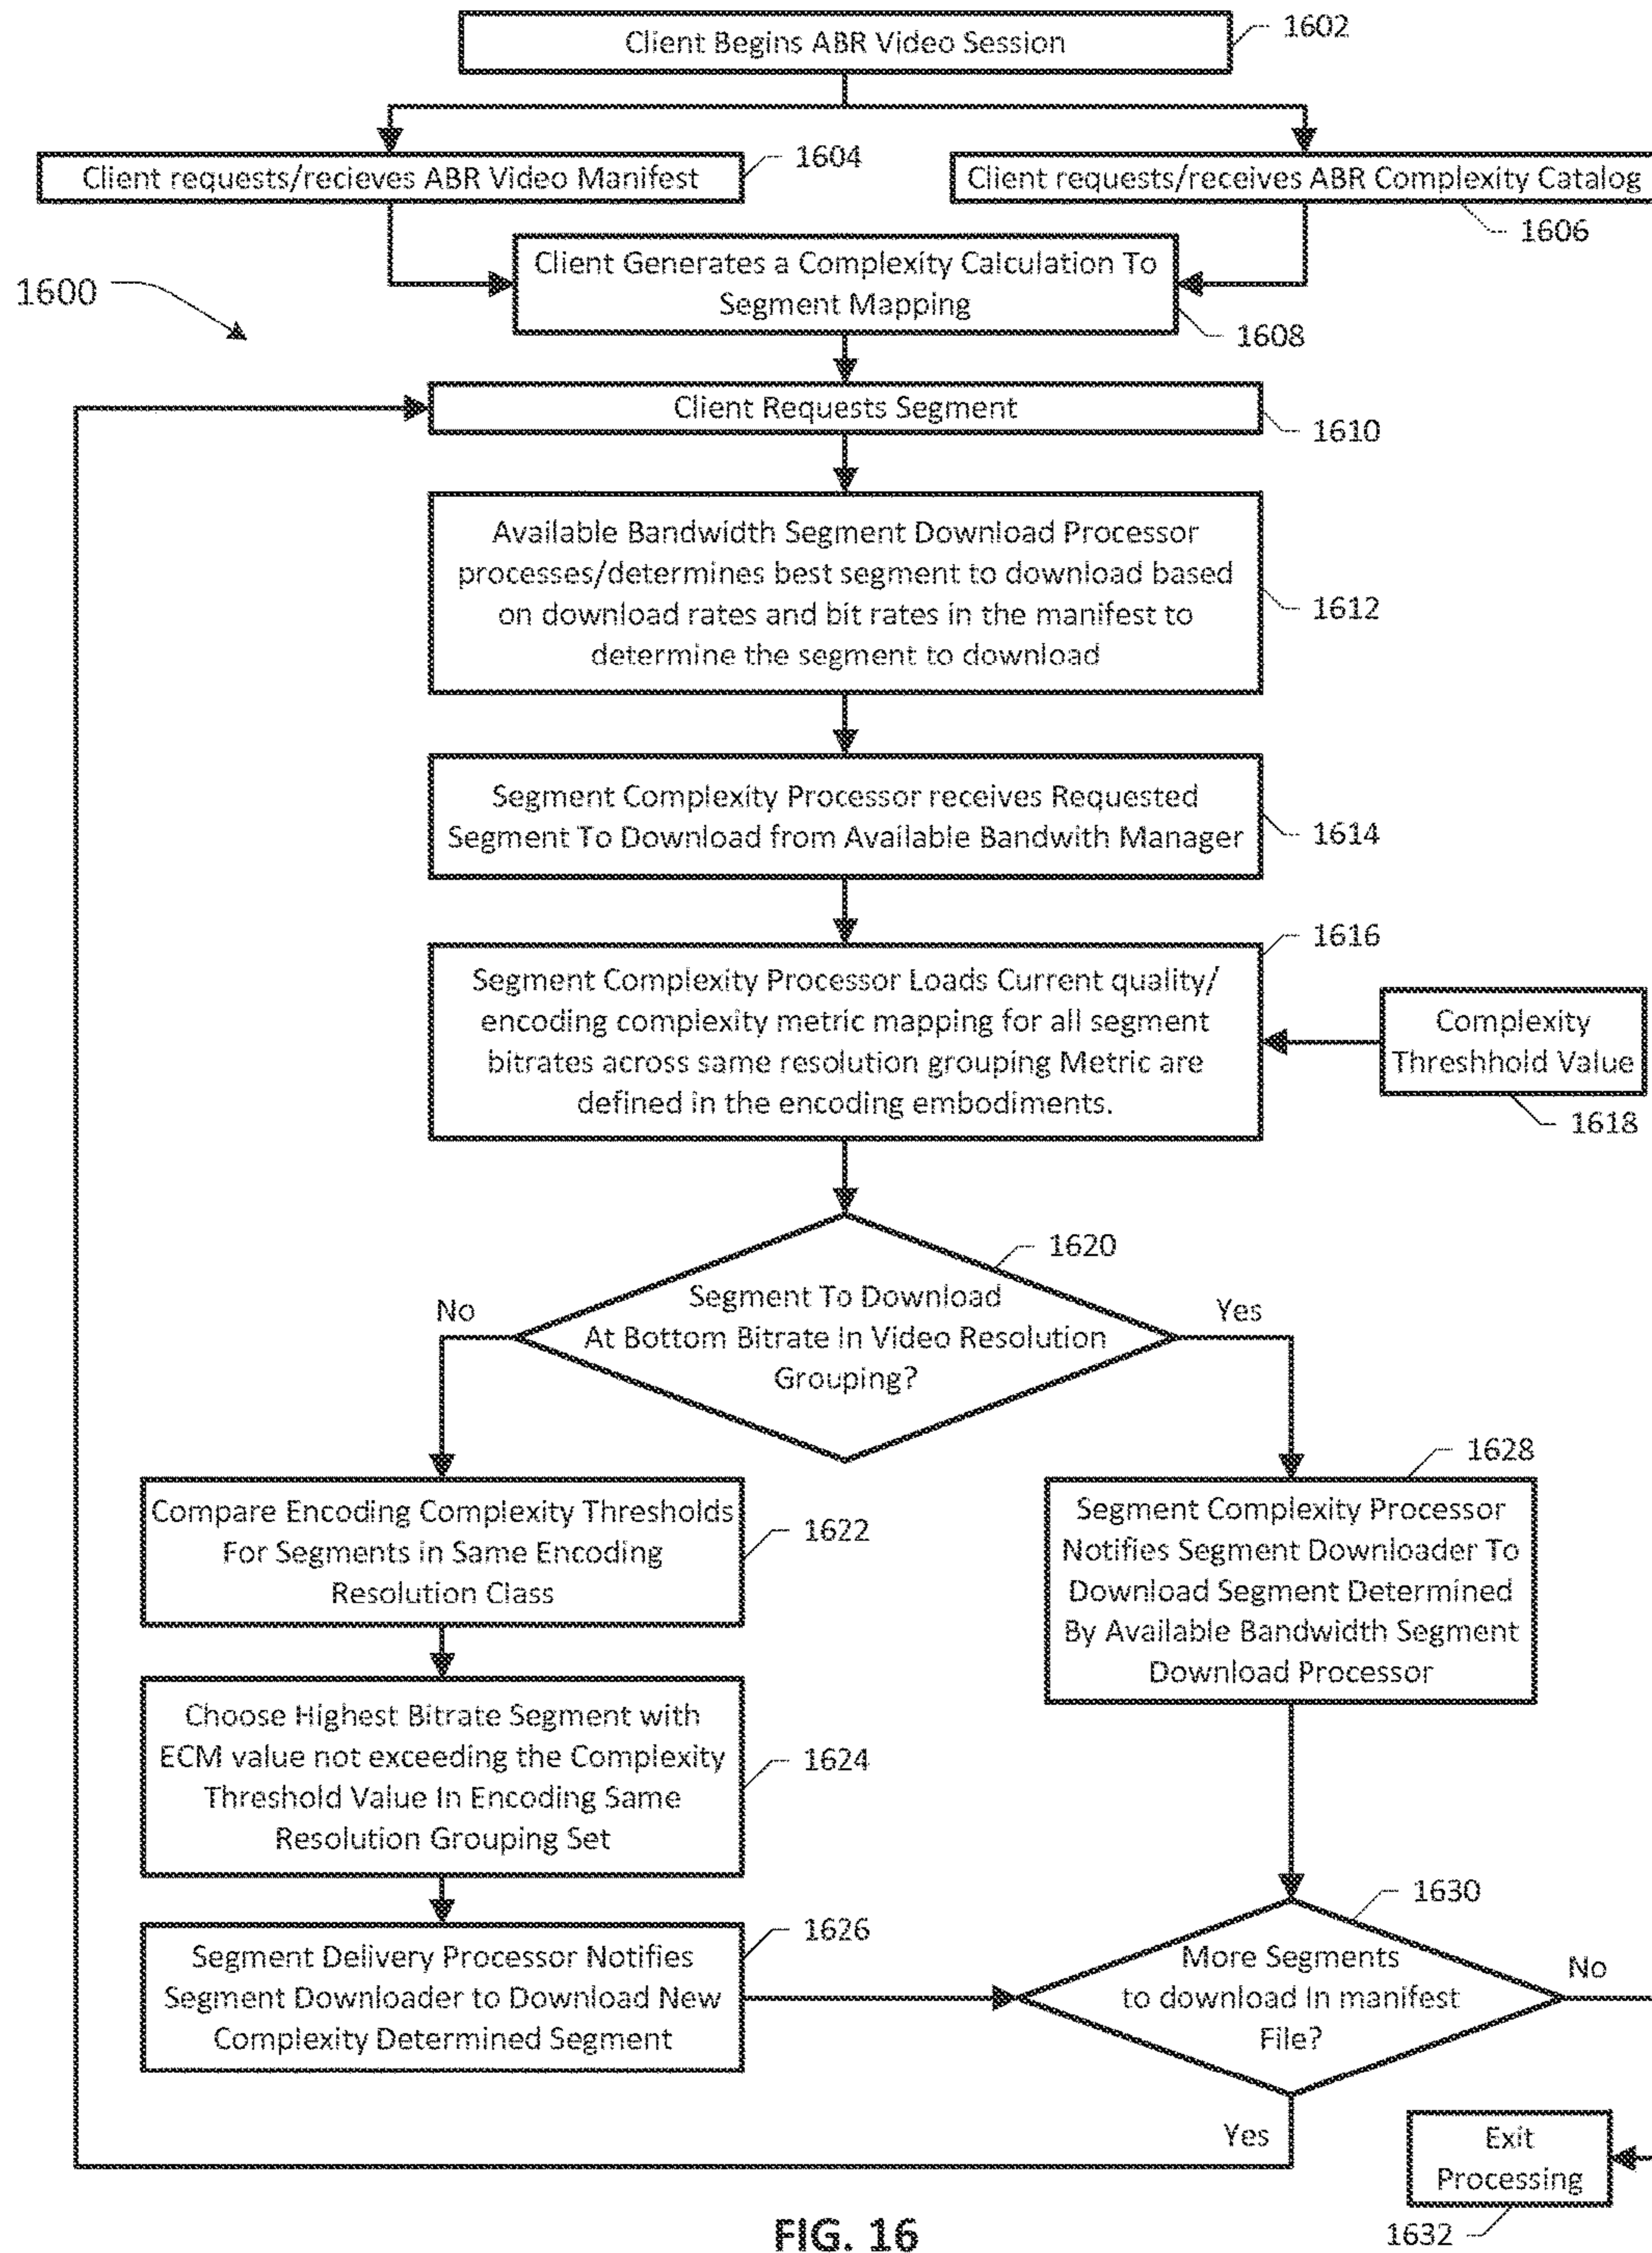 Client Begins ABR Video Session
1602
Client requests/recieves ABR Video Manifest
1604
Client requests/receives ABR Complexity Catalog
1606
Client Generates a Complexity Calculation To
Segment Mapping
1608
1600
Client Requests Segment
1610
Available Bandwidth Segment Download Processor
processes/determines best segment to download based
on download rates and bit rates in the manifest to
determine the segment to download
1612
Segment Complexity Processor receives Requested
Segment To Download from Available Bandwith Manager
1614
1616
Segment Complexity Processor Loads Current quality/
encoding complexity metric mapping for all segment
bitrates across same resolution grouping Metric are
defined in the encoding embodiments.
Complexity
Threshhold Value
1618
1620
Segment To Download
At Bottom Bitrate In Video Resolution
Grouping?
No
Yes
Compare Encoding Complexity Thresholds
For Segments in Same Encoding
Resolution Class
1622
1628
Segment Complexity Processor
Notifies Segment Downloader To
Download Segment Determined
By Available Bandwidth Segment
Download Processor
Choose Highest Bitrate Segment with
ECM value not exceeding the Complexity
Threshold Value In Encoding Same
Resolution Grouping Set
1624
Segment Delivery Processor Notifies
Segment Downloader to Download New
Complexity Determined Segment
1626
1630
More Segments
to download In manifest
File?
No
Yes
Exit
Processing
1632
FIG. 16